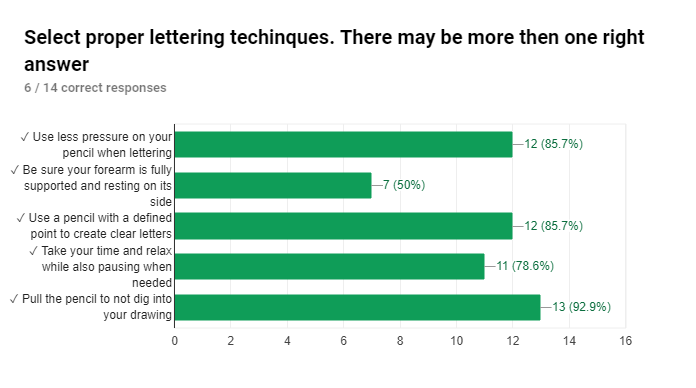 Select proper lettering techinques. There may be more then one right
answer
6 / 14 correct responses
✓ Use less pressure on your
pencil when lettering
12 (85.7%)
✓ Be sure your forearm is fully
supported and resting on its
side
7 (50%)
✓ Use a pencil with a defined
point to create clear letters
12 (85.7%)
✓ Take your time and relax
while also pausing when
needed
11 (78.6%)
✓ Pull the pencil to not dig into
your drawing
13 (92.9%)
0 2 4 6 8 10 12 14 16